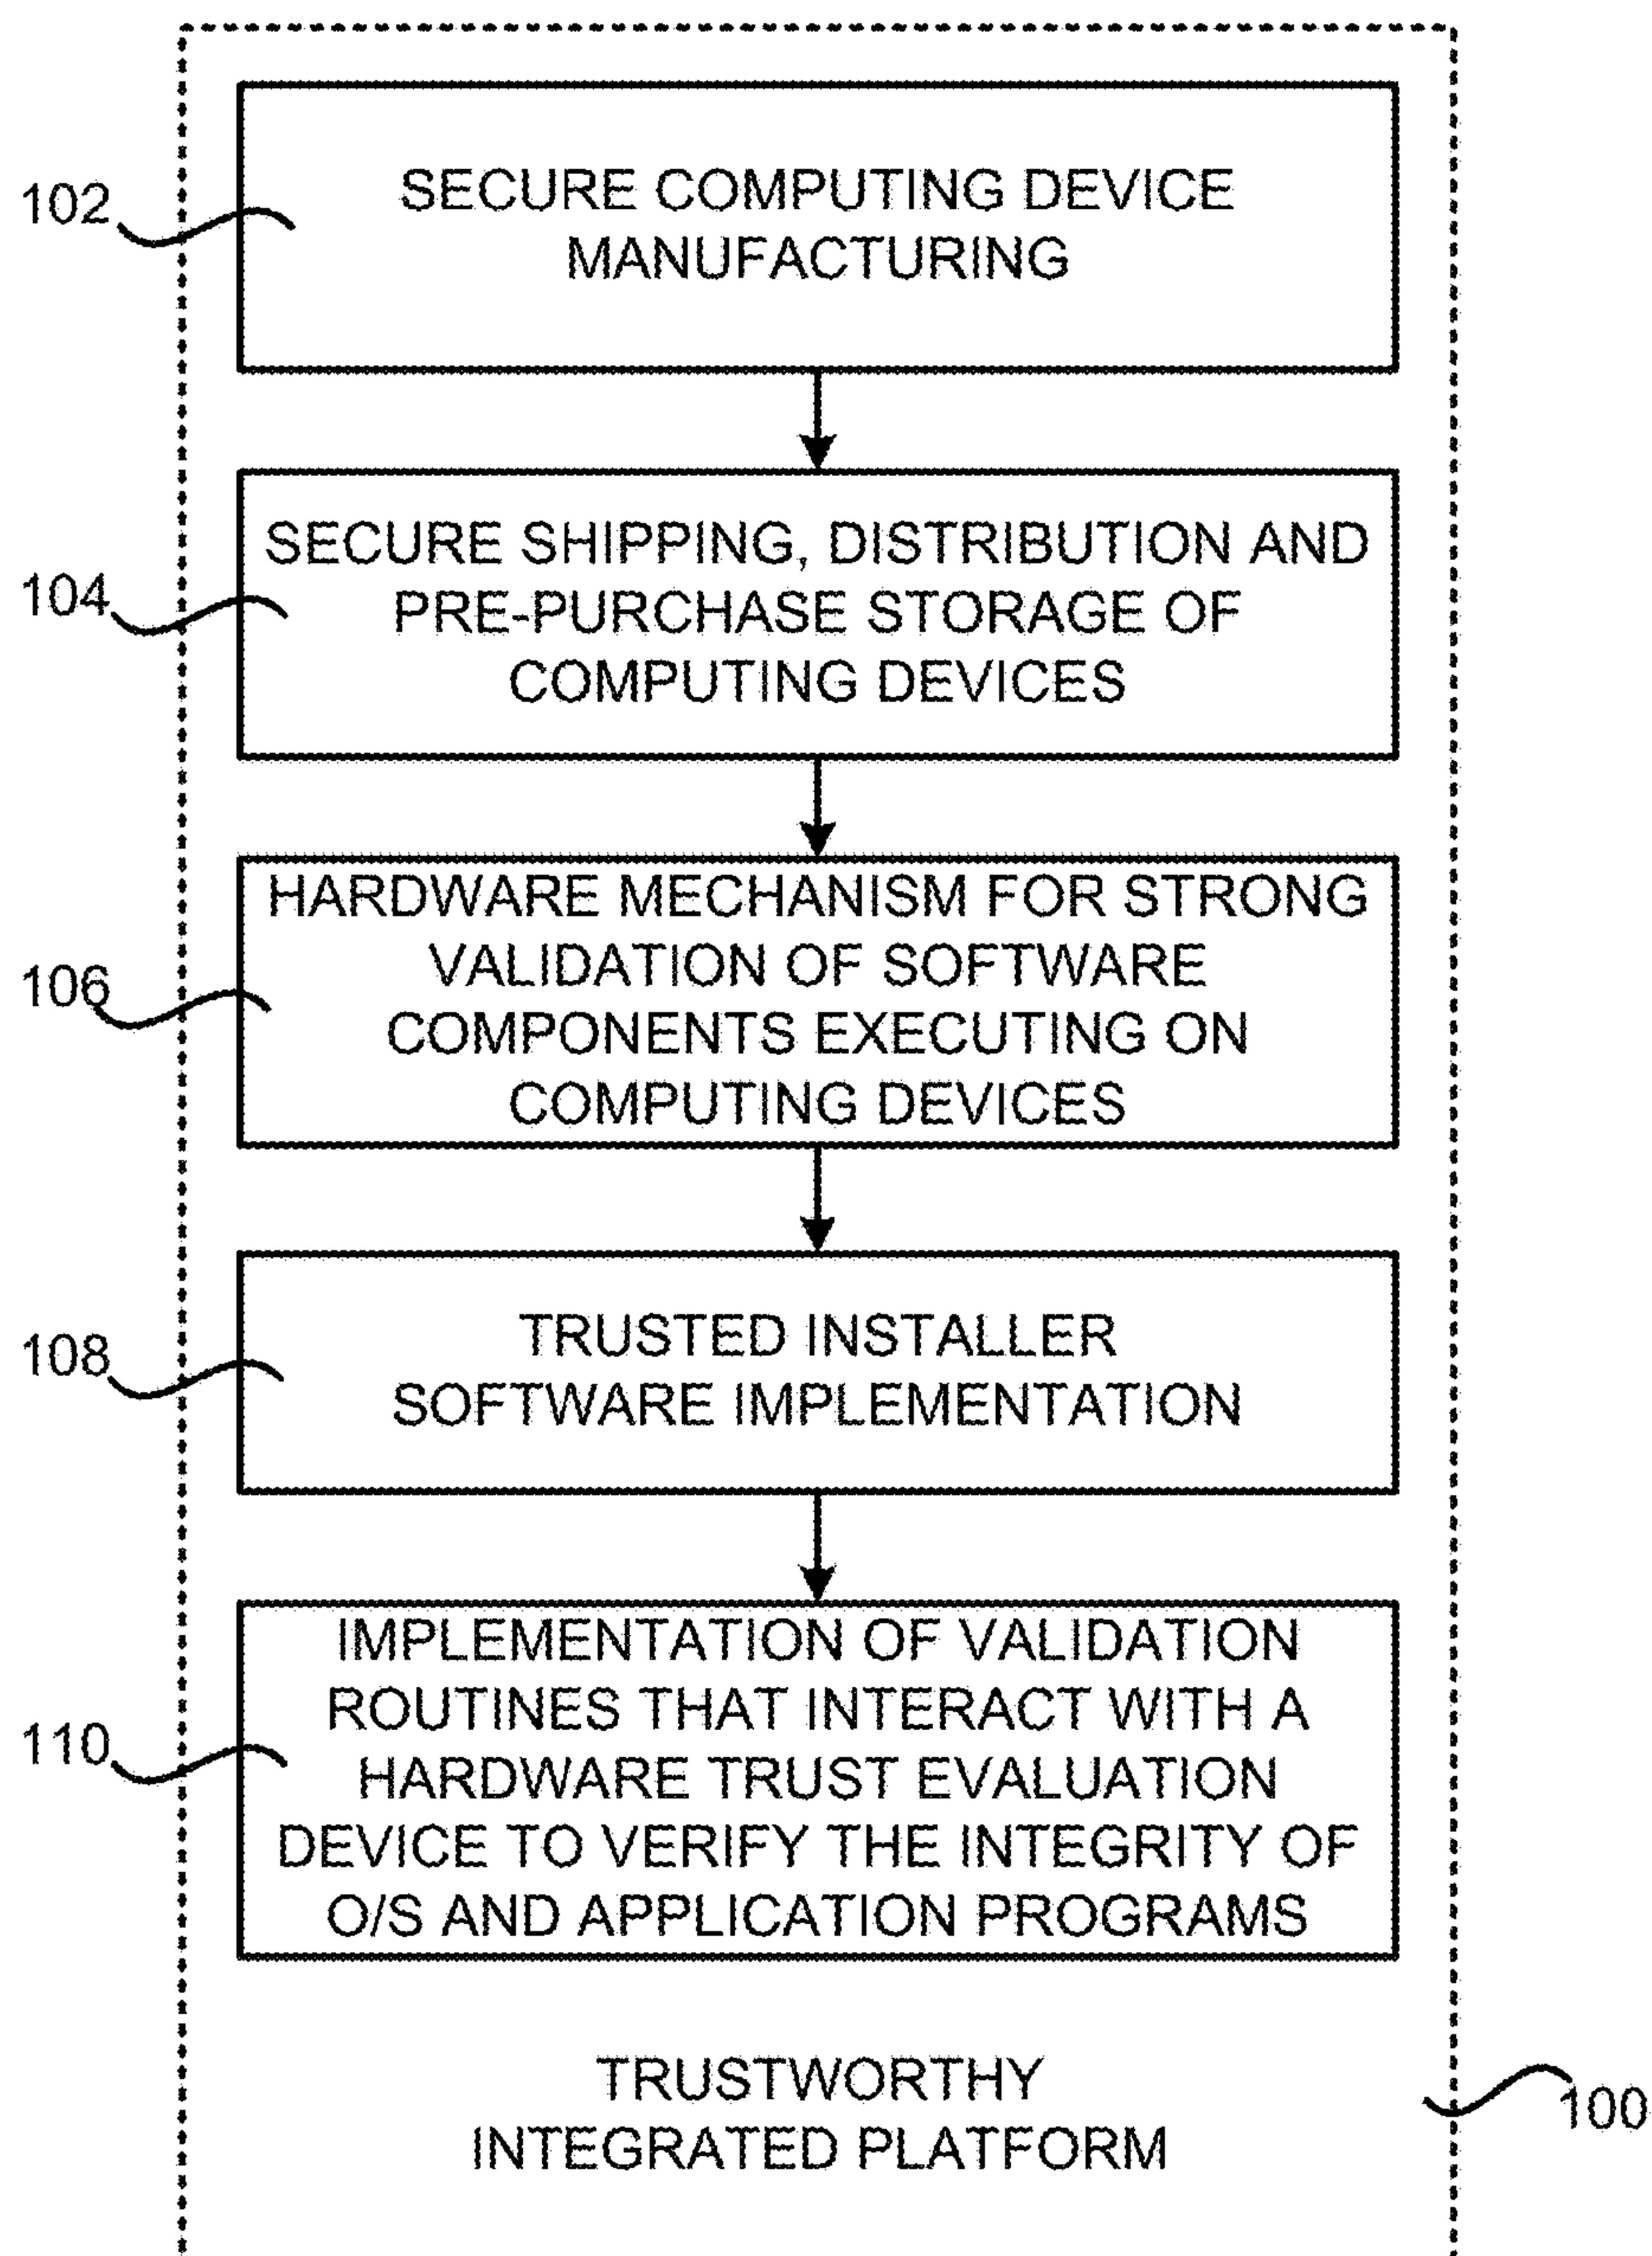 102
SECURE COMPUTING DEVICE
MANUFACTURING
104
SECURE SHIPPING, DISTRIBUTION AND
PRE-PURCHASE STORAGE OF
COMPUTING DEVICES
106
HARDWARE MECHANISM FOR STRONG
VALIDATION OF SOFTWARE
COMPONENTS EXECUTING ON
COMPUTING DEVICES
108
TRUSTED INSTALLER
SOFTWARE IMPLEMENTATION
110
IMPLEMENTATION OF VALIDATION
ROUTINES THAT INTERACT WITH A
HARDWARE TRUST EVALUATION
DEVICE TO VERIFY THE INTEGRITY OF
O/S AND APPLICATION PROGRAMS
TRUSTWORTHY
INTEGRATED PLATFORM
100